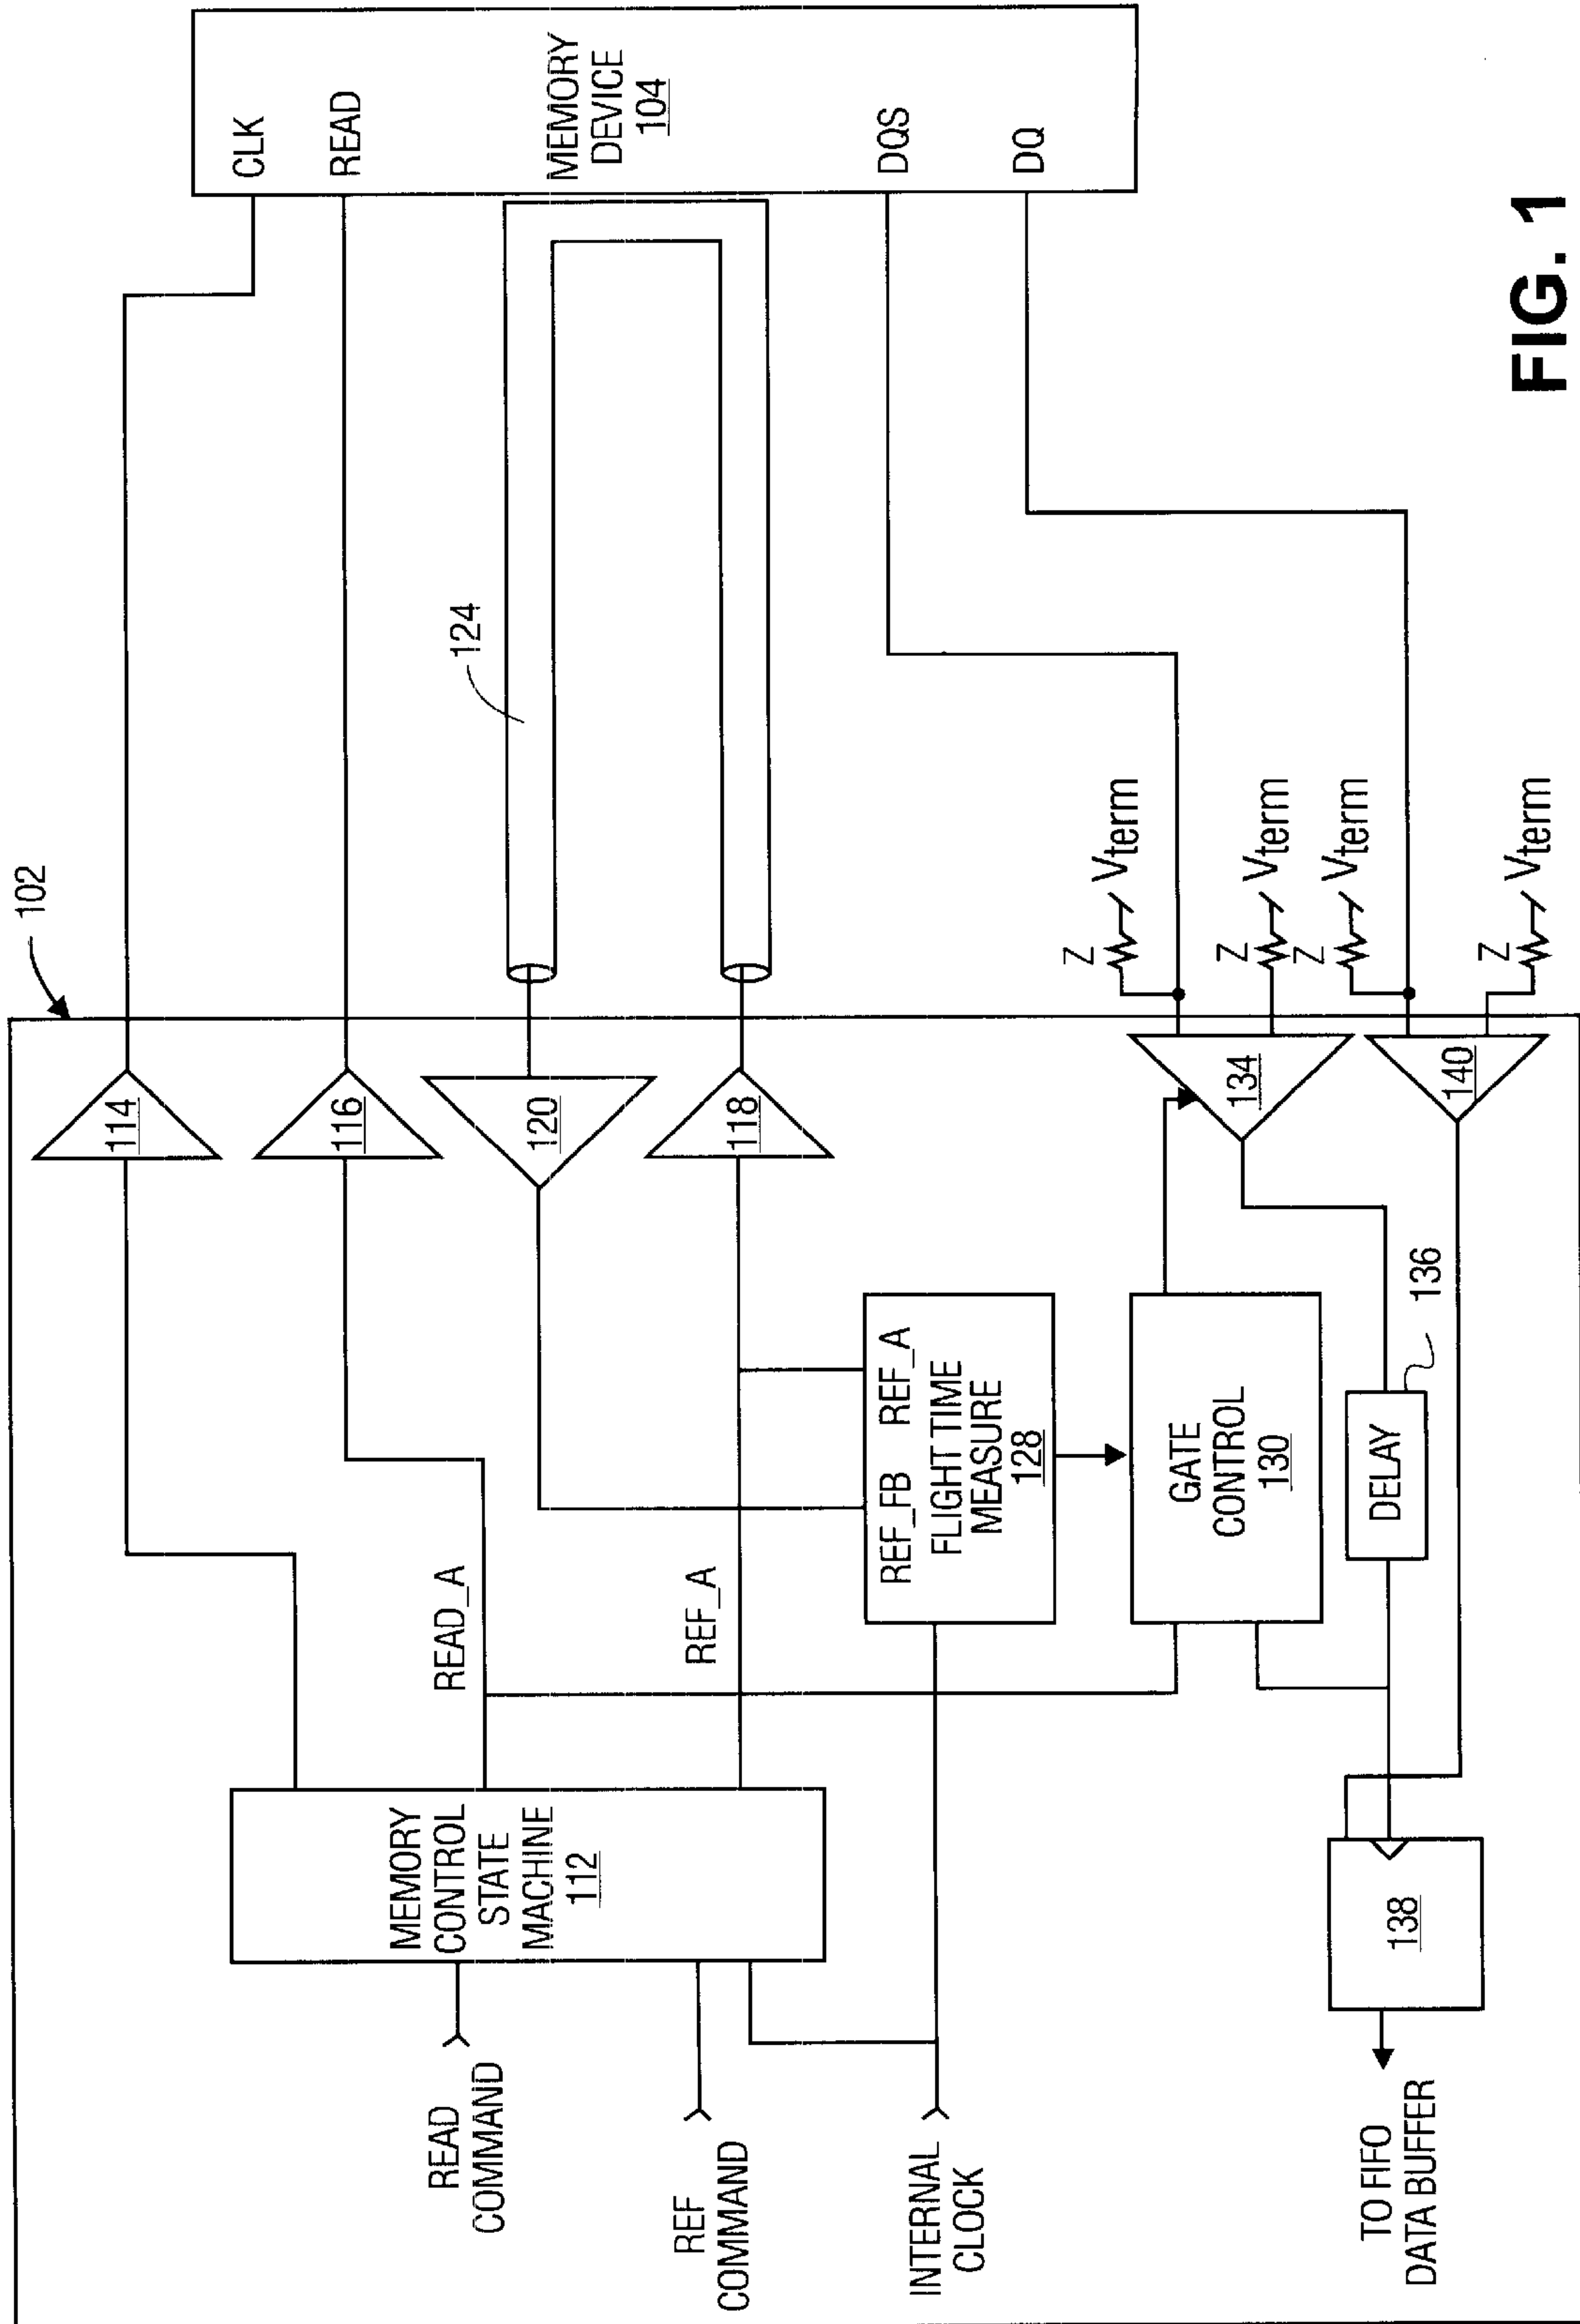 102
READ
COMMAND
REF
COMMAND
INTERNAL
CLOCK
MEMORY
CONTROL
STATE
MACHINE
112
READ_A
REF_A
114
116
120
118
124
CLK
READ
MEMORY
DEVICE
104
DQS
DQ
REF_FB REF_A
FLIGHT TIME
MEASURE
128
GATE
CONTROL
130
DELAY
136
134
140
Z
Vterm
Z
Vterm
Z
Vterm
Z
Vterm
138
TO FIFO
DATA BUFFER
FIG. 1